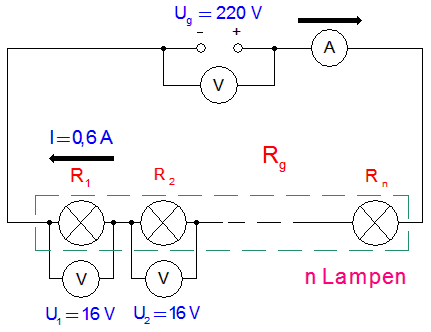 U_g = 220 V
- +
A
V
I = 0,6 A
R_g
R_1 R_2 R_n
V V
n Lampen
U_1 = 16 V U_2 = 16 V